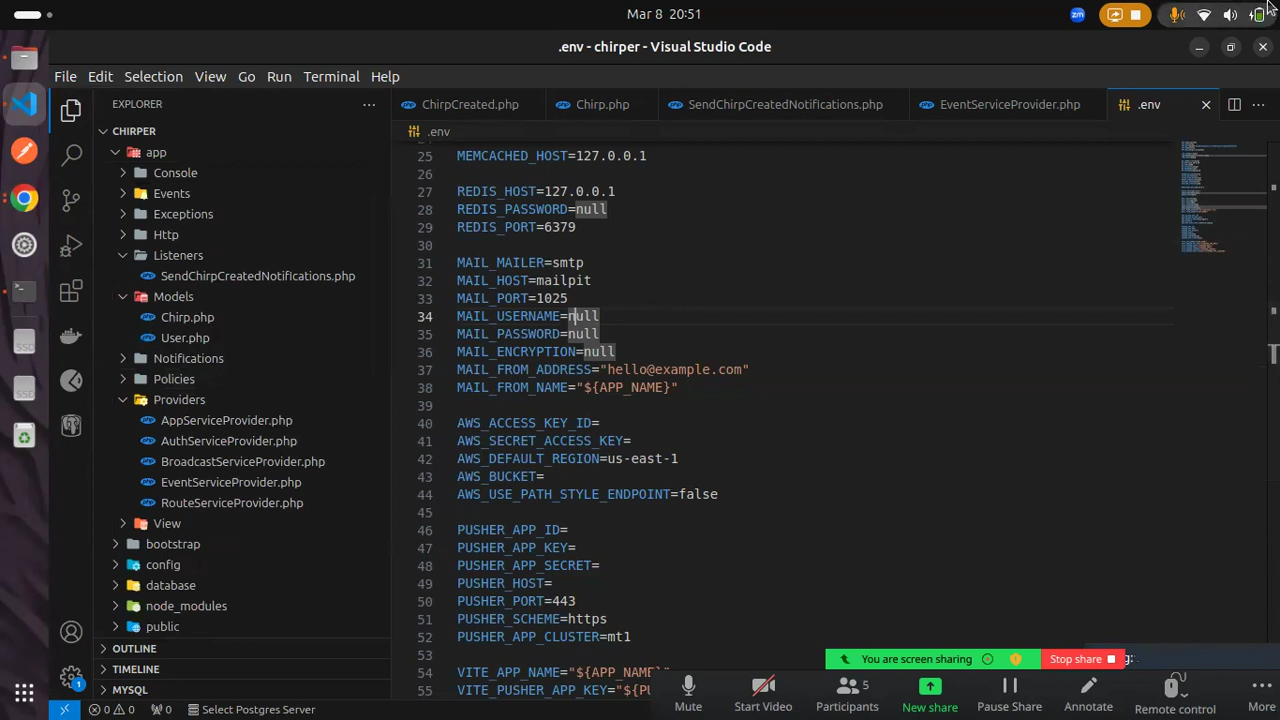 Mar 8 20:51
zm
.env - chirper - Visual Studio Code
File Edit Selection View Go Run Terminal Help
EXPLORER
ChirpCreated.php
Chirp.php
SendChirpCreatedNotifications.php
EventServiceProvider.php
.env
CHIRPER
app
Console
Events
Exceptions
Http
Listeners
SendChirpCreatedNotifications.php
Models
Chirp.php
User.php
Notifications
Policies
Providers
AppServiceProvider.php
AuthServiceProvider.php
BroadcastServiceProvider.php
EventServiceProvider.php
RouteServiceProvider.php
View
bootstrap
config
database
node_modules
public
OUTLINE
TIMELINE
MYSQL
.env
25 MEMCACHED_HOST=127.0.0.1
26
27 REDIS_HOST=127.0.0.1
28 REDIS_PASSWORD=null
29 REDIS_PORT=6379
30
31 MAIL_MAILER=smtp
32 MAIL_HOST=mailpit
33 MAIL_PORT=1025
34 MAIL_USERNAME=null
35 MAIL_PASSWORD=null
36 MAIL_ENCRYPTION=null
37 MAIL_FROM_ADDRESS="hello@example.com"
38 MAIL_FROM_NAME="${APP_NAME}"
39
40 AWS_ACCESS_KEY_ID=
41 AWS_SECRET_ACCESS_KEY=
42 AWS_DEFAULT_REGION=us-east-1
43 AWS_BUCKET=
44 AWS_USE_PATH_STYLE_ENDPOINT=false
45
46 PUSHER_APP_ID=
47 PUSHER_APP_KEY=
48 PUSHER_APP_SECRET=
49 PUSHER_HOST=
50 PUSHER_PORT=443
51 PUSHER_SCHEME=https
52 PUSHER_APP_CLUSTER=mt1
53
54 VITE_APP_NAME="${APP_NAME}"
55 VITE_PUSHER_APP_KEY="${PU
You are screen sharing
Stop share
g:
Mute
Start Video
5
Participants
New share
Pause Share
Annotate
Remote control
More
1
0 0 0 Select Postgres Server